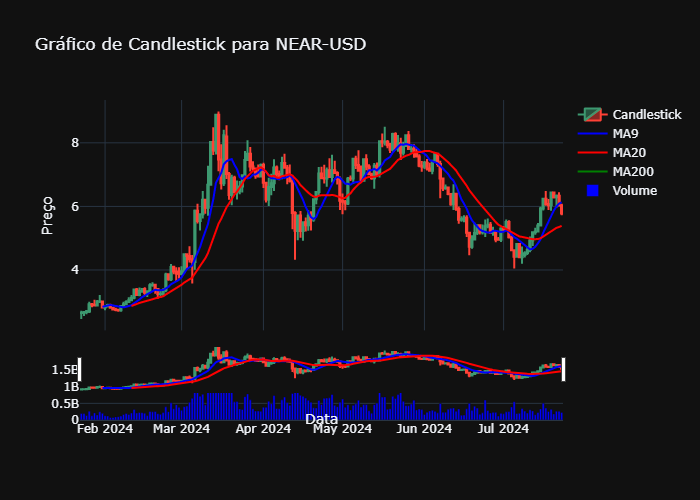 Gráfico de Candlestick para NEAR-USD
Candlestick
MA9
MA20
MA200
Volume
Preço
8
6
4
1.5B
1B
0.5B
0
Feb 2024 Mar 2024 Apr 2024 May 2024 Jun 2024 Jul 2024
Data